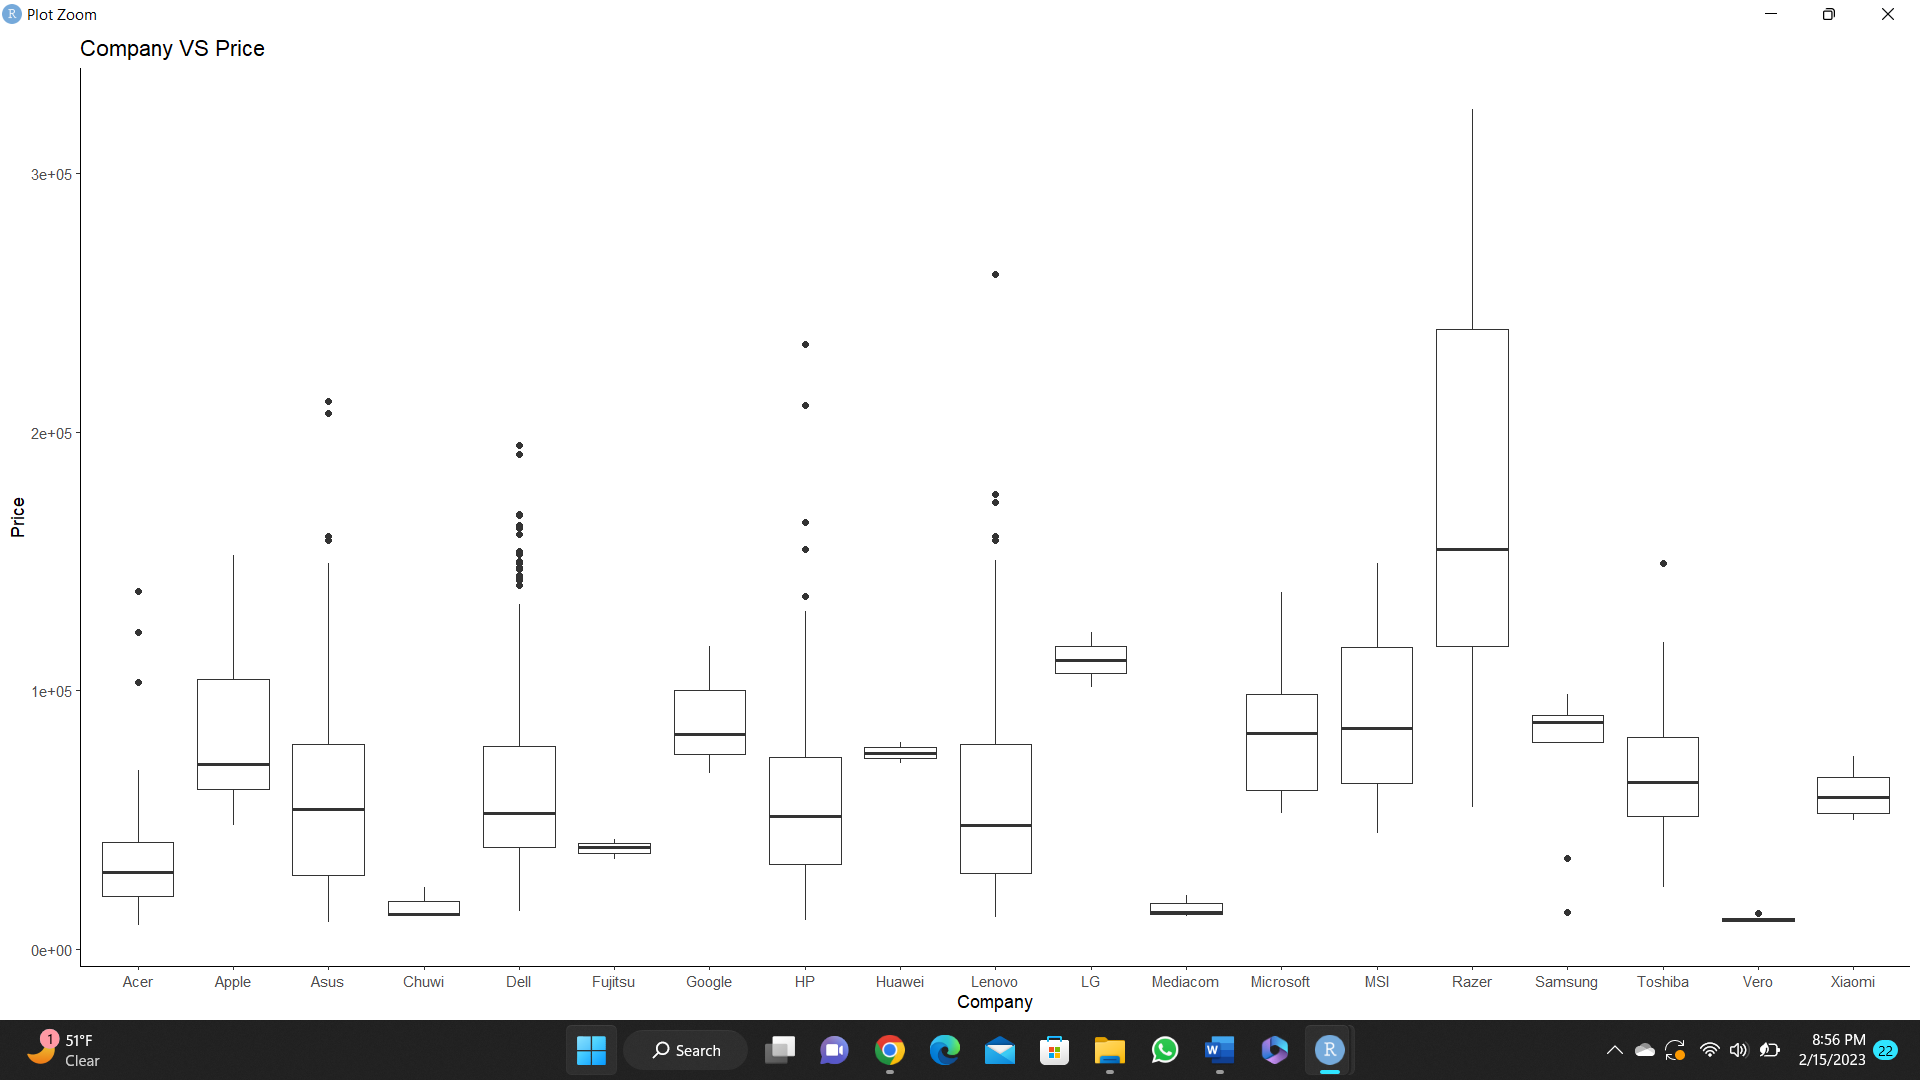 R Plot Zoom
Company VS Price
3e+05
2e+05
1e+05
0e+00
Price
Acer Apple Asus Chuwi Dell Fujitsu Google HP Huawei Lenovo LG Mediacom Microsoft MSI Razer Samsung Toshiba Vero Xiaomi
Company
1 51°F
Clear
Search
W
R
8:56 PM
2/15/2023
22